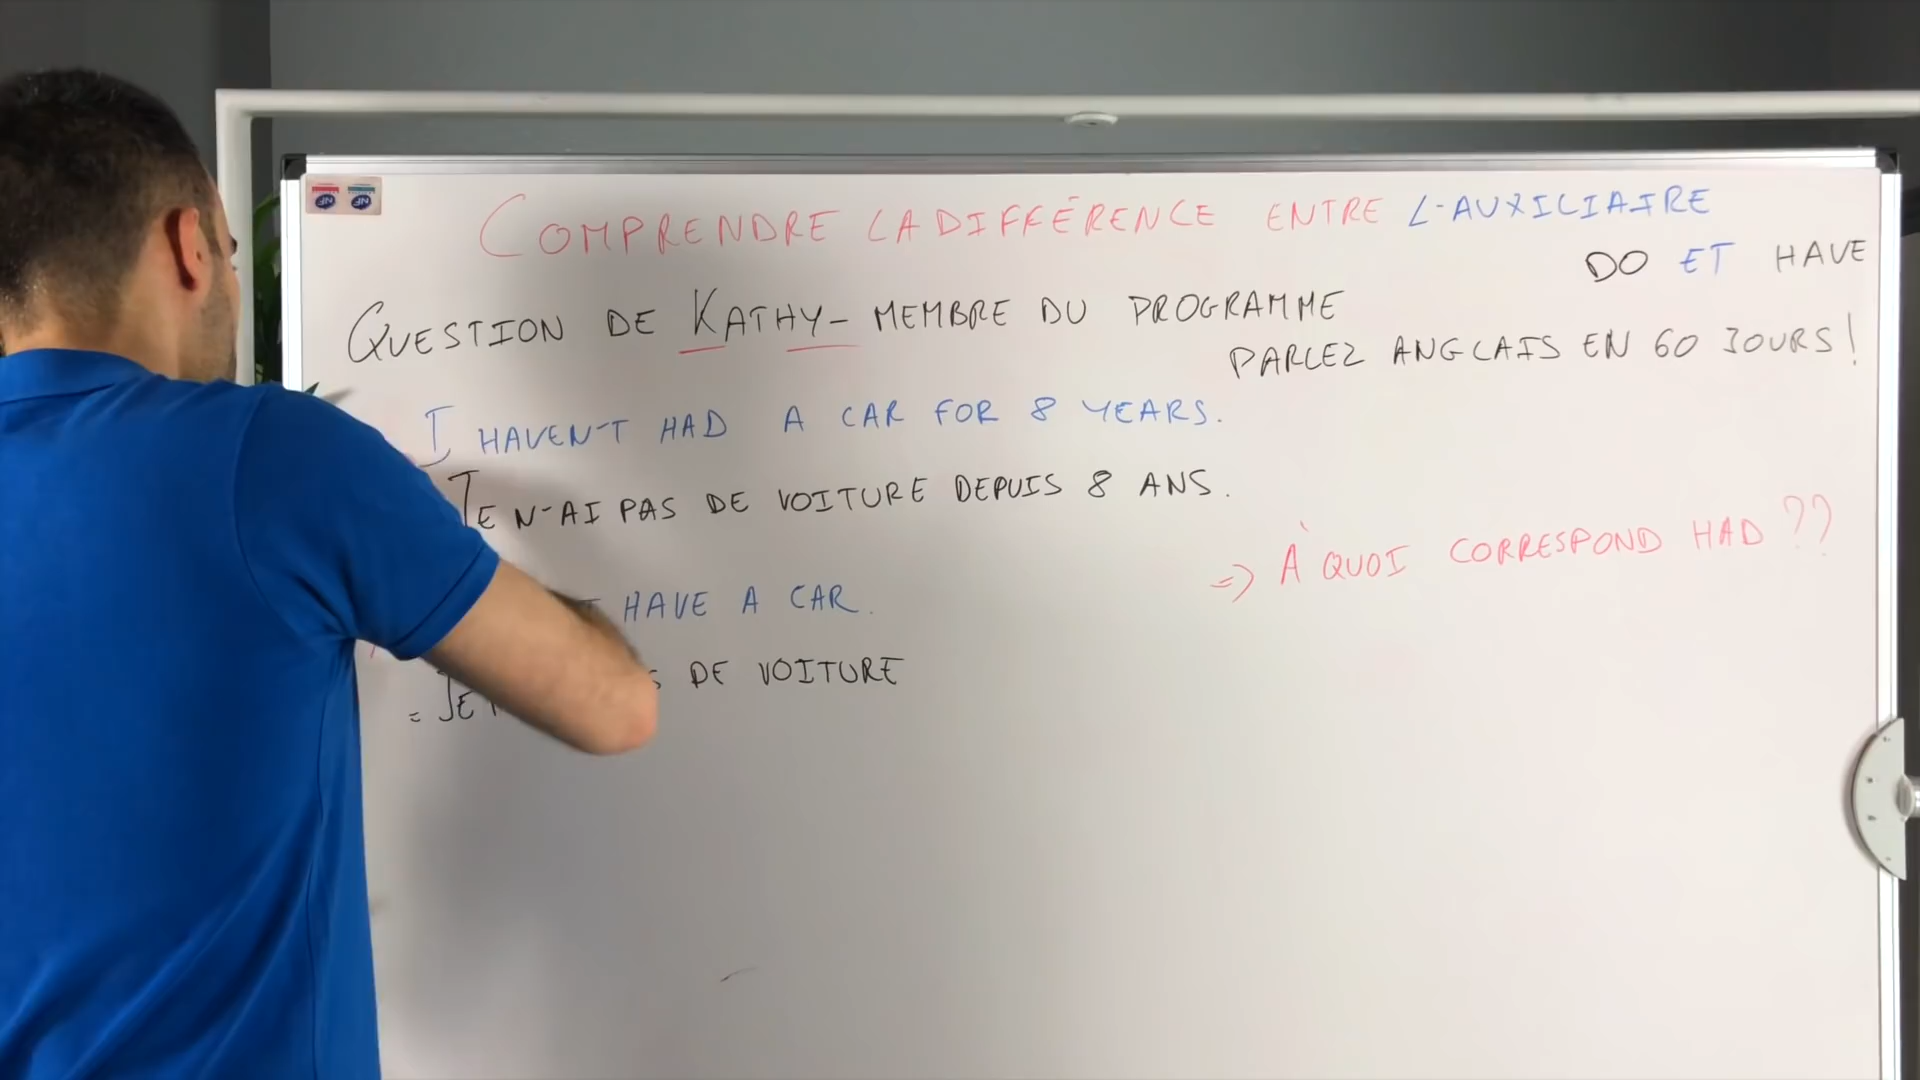 COMPRENDRE LA DIFFÉRENCE ENTRE L'AUXILIAIRE
DO ET HAVE
QUESTION DE KATHY - MEMBRE DU PROGRAMME
PARLEZ ANGLAIS EN 60 JOURS !
I HAVEN'T HAD A CAR FOR 8 YEARS.
JE N'AI PAS DE VOITURE DEPUIS 8 ANS.
=> À QUOI CORRESPOND HAD ??
HAVE A CAR.
= JE DE VOITURE